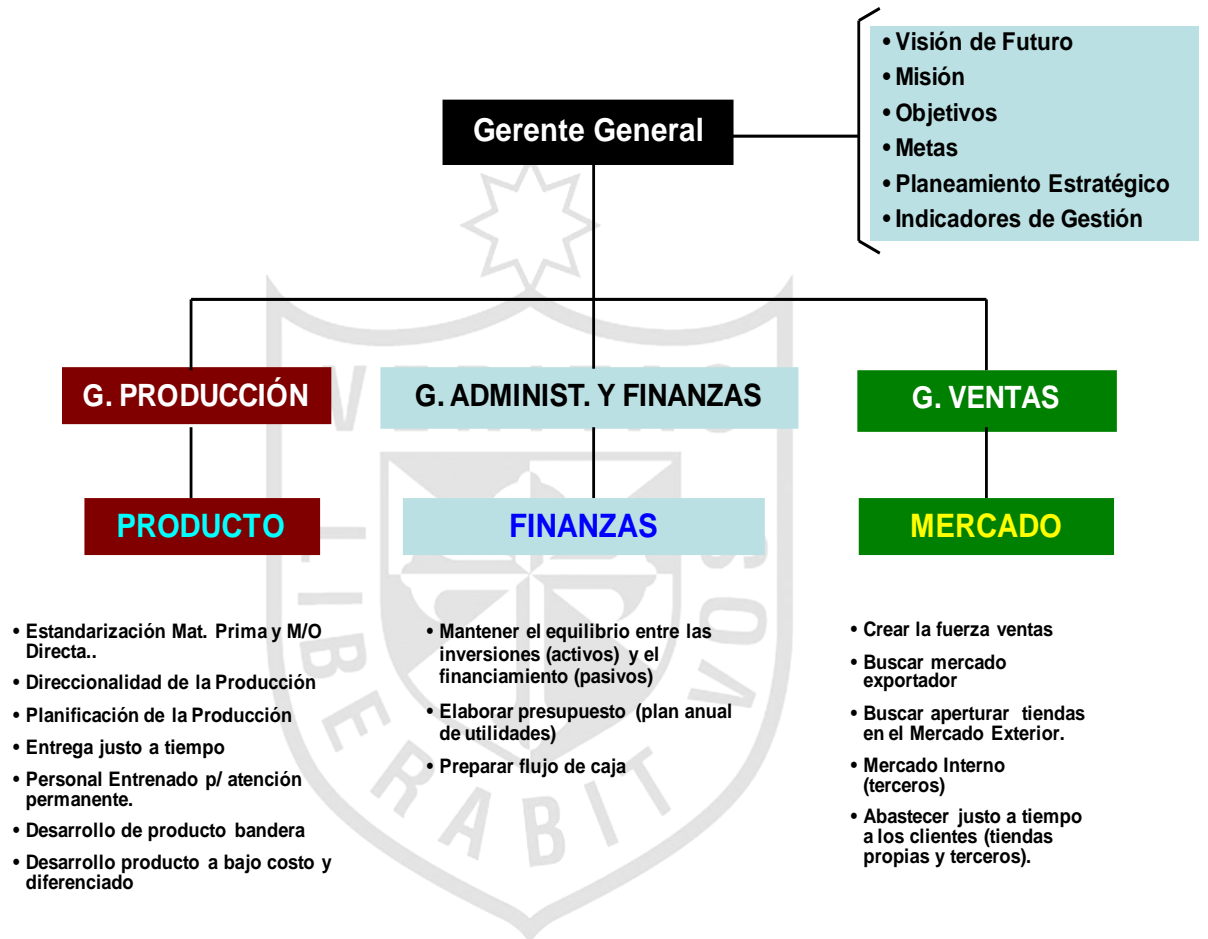 • Visión de Futuro
• Misión
• Objetivos
• Metas
• Planeamiento Estratégico
• Indicadores de Gestión
Gerente General
G. PRODUCCIÓN
G. ADMINIST. Y FINANZAS
G. VENTAS
PRODUCTO
FINANZAS
MERCADO
• Estandarización Mat. Prima y M/O
Directa..
• Direccionalidad de la Producción
• Planificación de la Producción
• Entrega justo a tiempo
• Personal Entrenado p/ atención
permanente.
• Desarrollo de producto bandera
• Desarrollo producto a bajo costo y
diferenciado
• Mantener el equilibrio entre las
inversiones (activos) y el
financiamiento (pasivos)
• Elaborar presupuesto (plan anual
de utilidades)
• Preparar flujo de caja
• Crear la fuerza ventas
• Buscar mercado
exportador
• Buscar aperturar tiendas
en el Mercado Exterior.
• Mercado Interno
(terceros)
• Abastecer justo a tiempo
a los clientes (tiendas
propias y terceros).
VERITAS
LIBERABIT
VOS